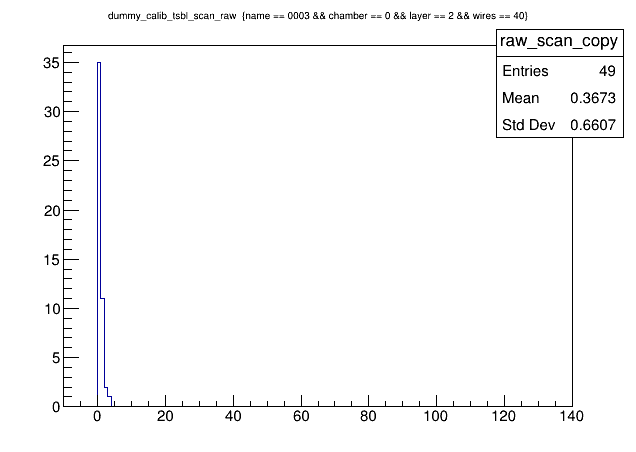 dummy_calib_tsbl_scan_raw {name == 0003 && chamber == 0 && layer == 2 && wires == 40}
raw_scan_copy
Entries 49
Mean 0.3673
Std Dev 0.6607
35
30
25
20
15
10
5
0
0 20 40 60 80 100 120 140